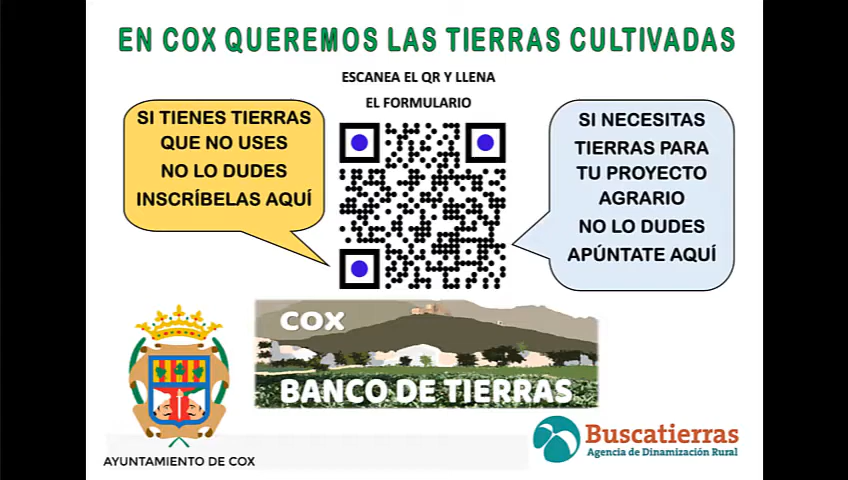 EN COX QUEREMOS LAS TIERRAS CULTIVADAS
ESCANEA EL QR Y LLENA
EL FORMULARIO
SI TIENES TIERRAS
QUE NO USES
NO LO DUDES
INSCRÍBELAS AQUÍ
SI NECESITAS
TIERRAS PARA
TU PROYECTO
AGRARIO
NO LO DUDES
APÚNTATE AQUÍ
COX
BANCO DE TIERRAS
AYUNTAMIENTO DE COX
Buscatierras
Agencia de Dinamización Rural